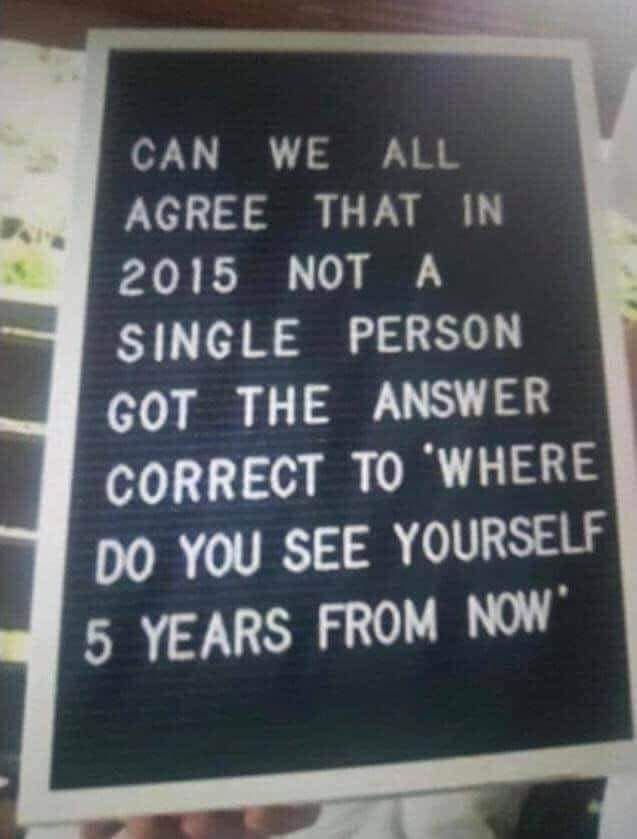 CAN WE ALL
AGREE THAT IN
2015 NOT A
SINGLE PERSON
GOT THE ANSWER
CORRECT TO 'WHERE
DO YOU SEE YOURSELF
5 YEARS FROM NOW'